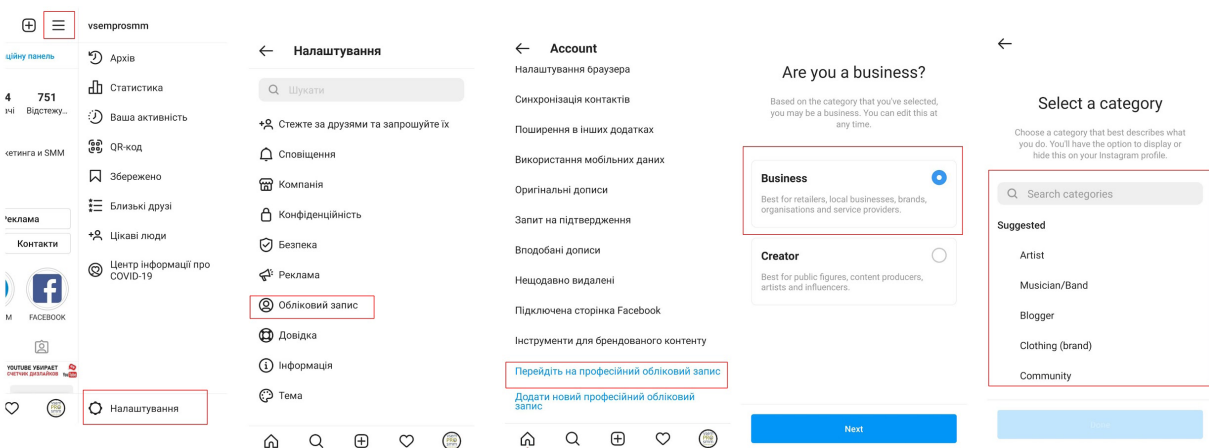 vsemprosmm
ційну панель
4
751
Відстежу...
кетинга и SMM
Реклама
Контакти
M
FACEBOOK
YOUTUBE УБИРАЕТ
СЧЕТЧИК ДИЗЛАЙКОВ
Архів
Статистика
Ваша активність
QR-код
Збережено
Близькі друзі
Цікаві люди
Центр інформації про
COVID-19
Налаштування
Налаштування
Шукати
Стежте за друзями та запрошуйте їх
Сповіщення
Компанія
Конфіденційність
Безпека
Реклама
Обліковий запис
Довідка
Інформація
Тема
Account
Налаштування браузера
Синхронізація контактів
Поширення в інших додатках
Використання мобільних даних
Оригінальні дописи
Запит на підтвердження
Вподобані дописи
Нещодавно видалені
Підключена сторінка Facebook
Інструменти для брендованого контенту
Перейдіть на професійний обліковий запис
Додати новий професійний обліковий
запис
Are you a business?
Based on the category that you've selected,
you may be a business. You can edit this at
any time.
Business
Best for retailers, local businesses, brands,
organisations and service providers.
Creator
Best for public figures, content producers,
artists and influencers.
Next
Select a category
Choose a category that best describes what
you do. You'll have the option to display or
hide this on your Instagram profile.
Search categories
Suggested
Artist
Musician/Band
Blogger
Clothing (brand)
Community